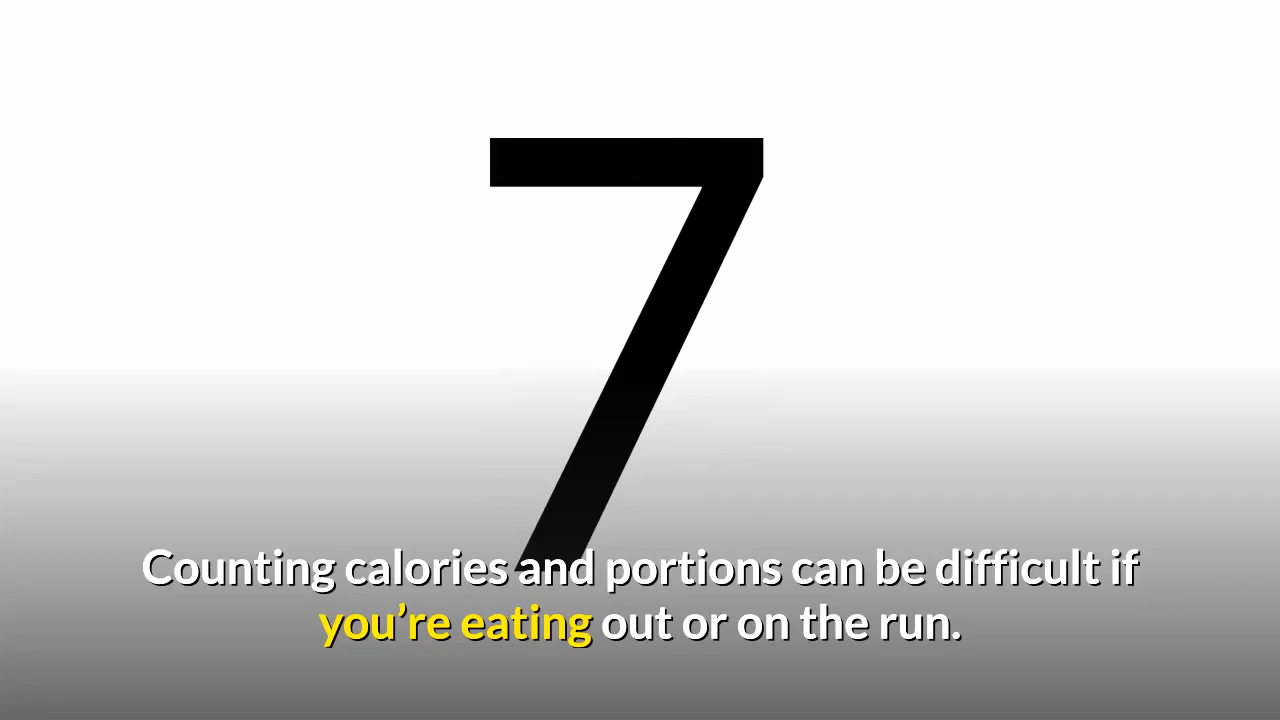 7
Counting calories and portions can be difficult if
you’re eating out or on the run.